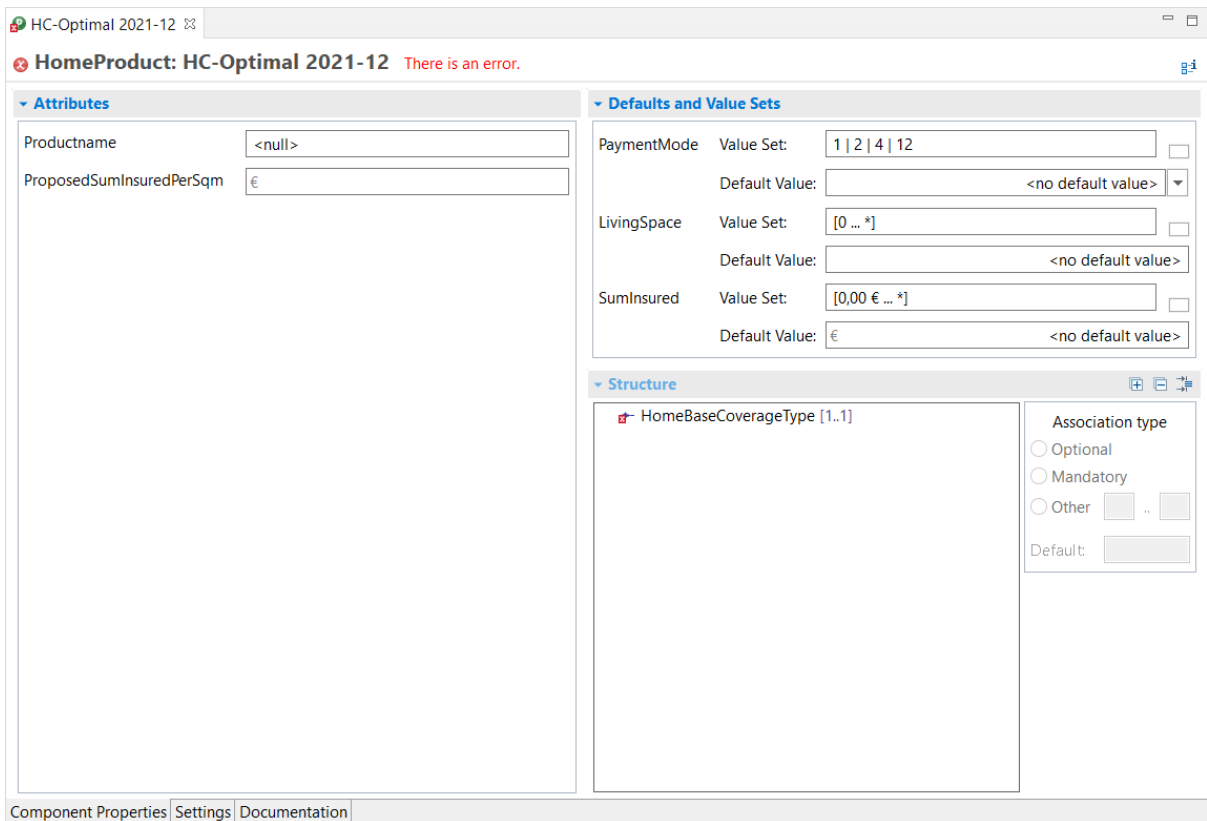 HC-Optimal 2021-12
HomeProduct: HC-Optimal 2021-12 There is an error.
Attributes
Productname <null>
ProposedSumInsuredPerSqm €
Defaults and Value Sets
PaymentMode Value Set: 1 | 2 | 4 | 12
Default Value: <no default value>
LivingSpace Value Set: [0 ... *]
Default Value: <no default value>
SumInsured Value Set: [0,00 € ... *]
Default Value: € <no default value>
Structure
HomeBaseCoverageType [1..1]
Association type
Optional
Mandatory
Other ..
Default:
Component Properties Settings Documentation